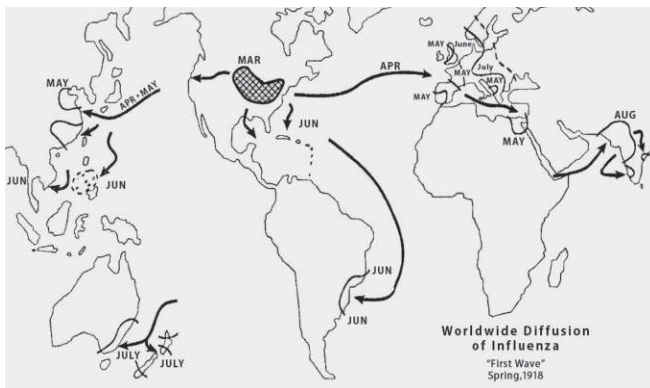 MAR
APR
MAY
June
July
MAY
MAY
MAY
MAY
APR - MAY
JUN
AUG
MAY
JUN
JUN
JUN
JUN
JULY
JULY
Worldwide Diffusion
of Influenza
"First Wave"
Spring, 1918